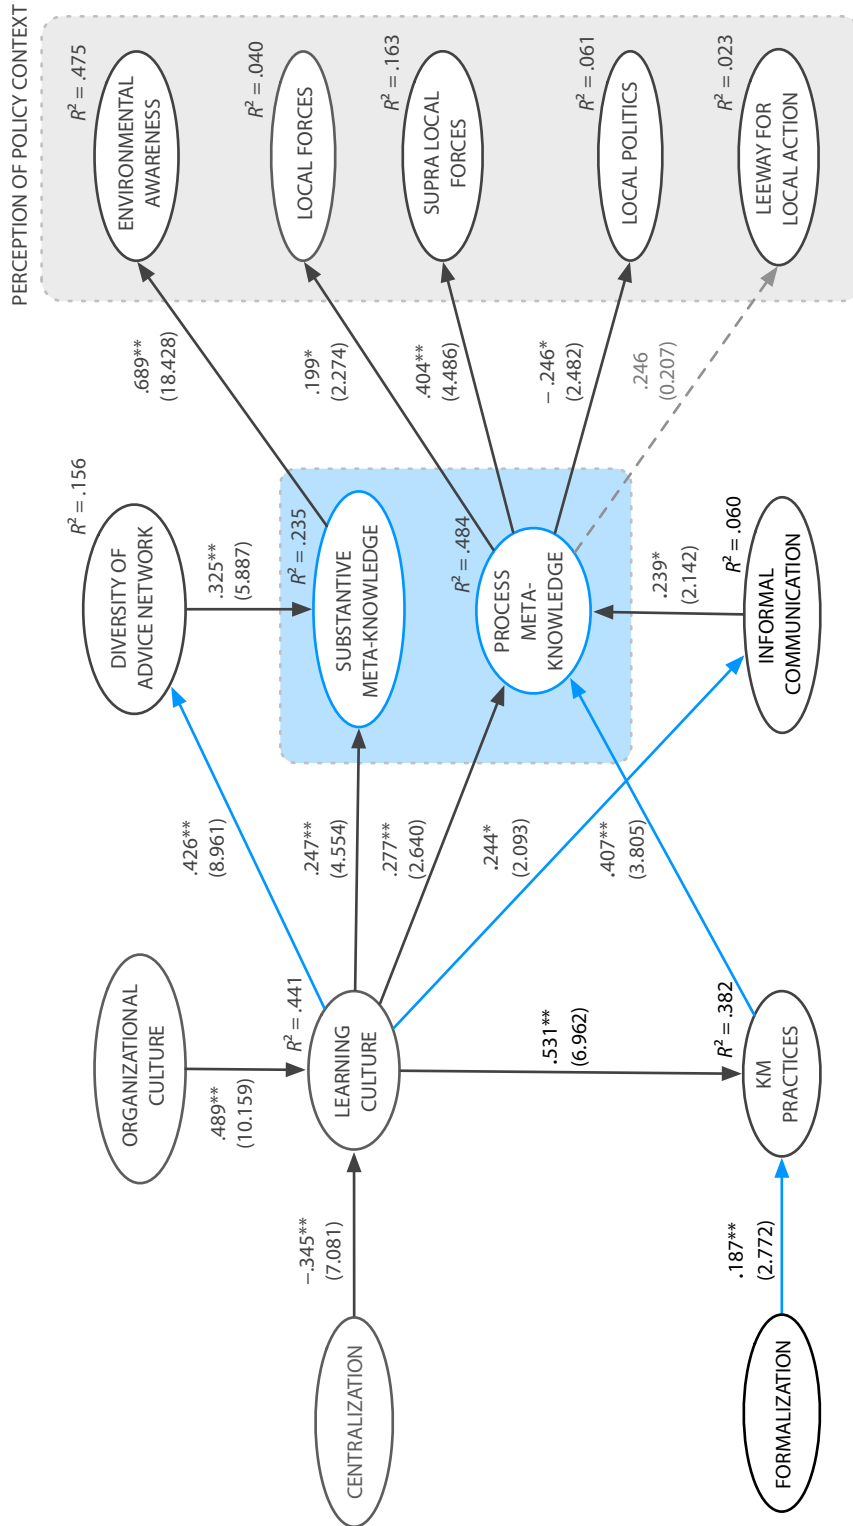 PERCEPTION OF POLICY CONTEXT
ORGANIZATIONAL
CULTURE
.489**
(10.159)
CENTRALIZATION
−.345**
(7.081)
R² = .441
LEARNING
CULTURE
.531**
(6.962)
FORMALIZATION
.187**
(2.772)
R² = .382
KM
PRACTICES
.426**
(8.961)
.247**
(4.554)
.277**
(2.640)
.244*
(2.093)
.407**
(3.805)
R² = .156
DIVERSITY OF
ADVICE NETWORK
.325**
(5.887)
R² = .235
SUBSTANTIVE
META-KNOWLEDGE
R² = .484
PROCESS
META-
KNOWLEDGE
.239*
(2.142)
R² = .060
INFORMAL
COMMUNICATION
.689**
(18.428)
.199*
(2.274)
.404**
(4.486)
− .246*
(2.482)
.246
(0.207)
R² = .475
ENVIRONMENTAL
AWARENESS
R² = .040
LOCAL FORCES
R² = .163
SUPRA LOCAL
FORCES
R² = .061
LOCAL POLITICS
R² = .023
LEEWAY FOR
LOCAL ACTION